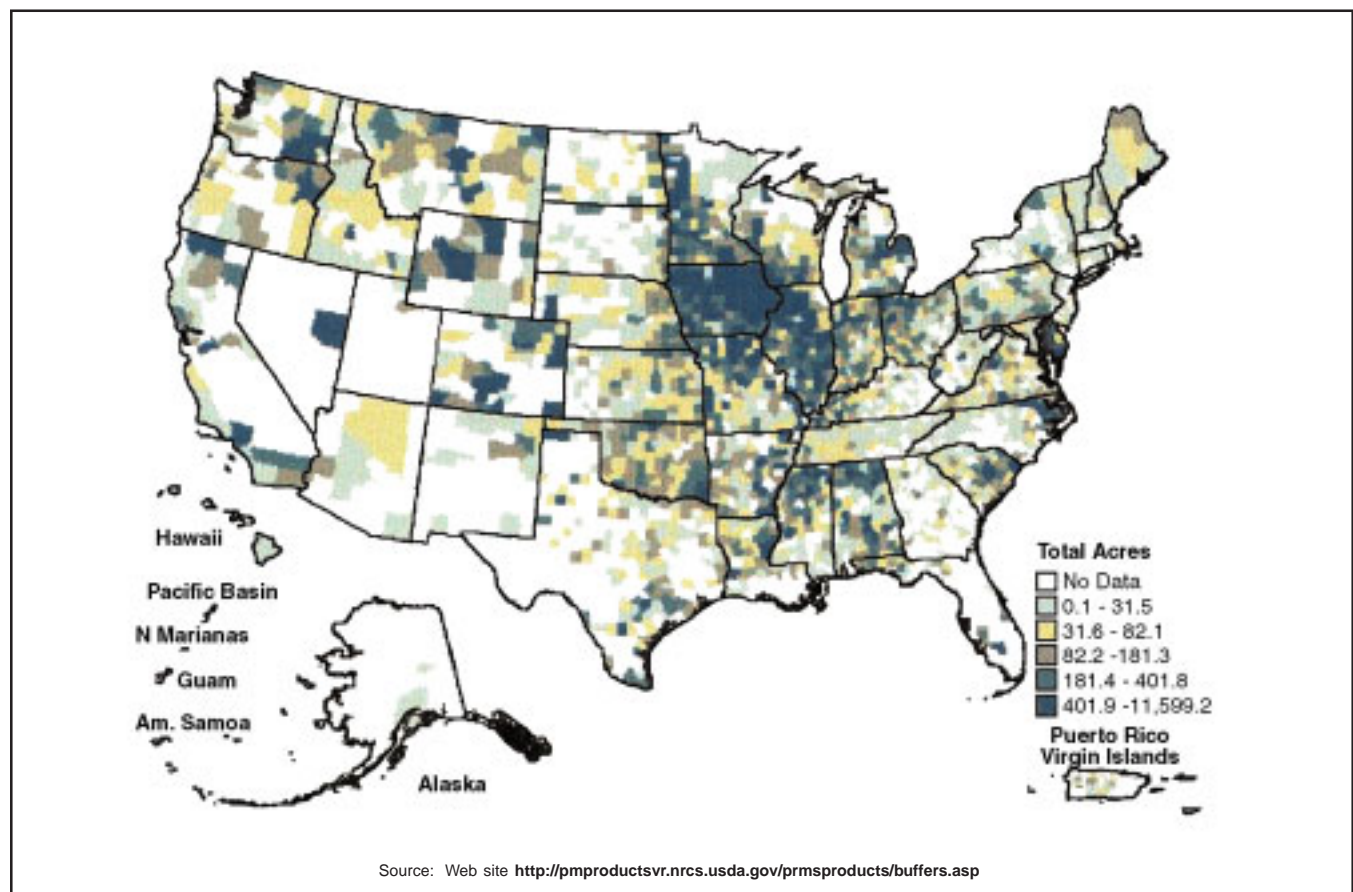 Hawaii
Pacific Basin
N Marianas
Guam
Am. Samoa
Alaska
Total Acres
No Data
0.1 - 31.5
31.6 - 82.1
82.2 -181.3
181.4 - 401.8
401.9 -11,599.2
Puerto Rico
Virgin Islands
Source: Web site http://pmproductsvr.nrcs.usda.gov/prmsproducts/buffers.asp